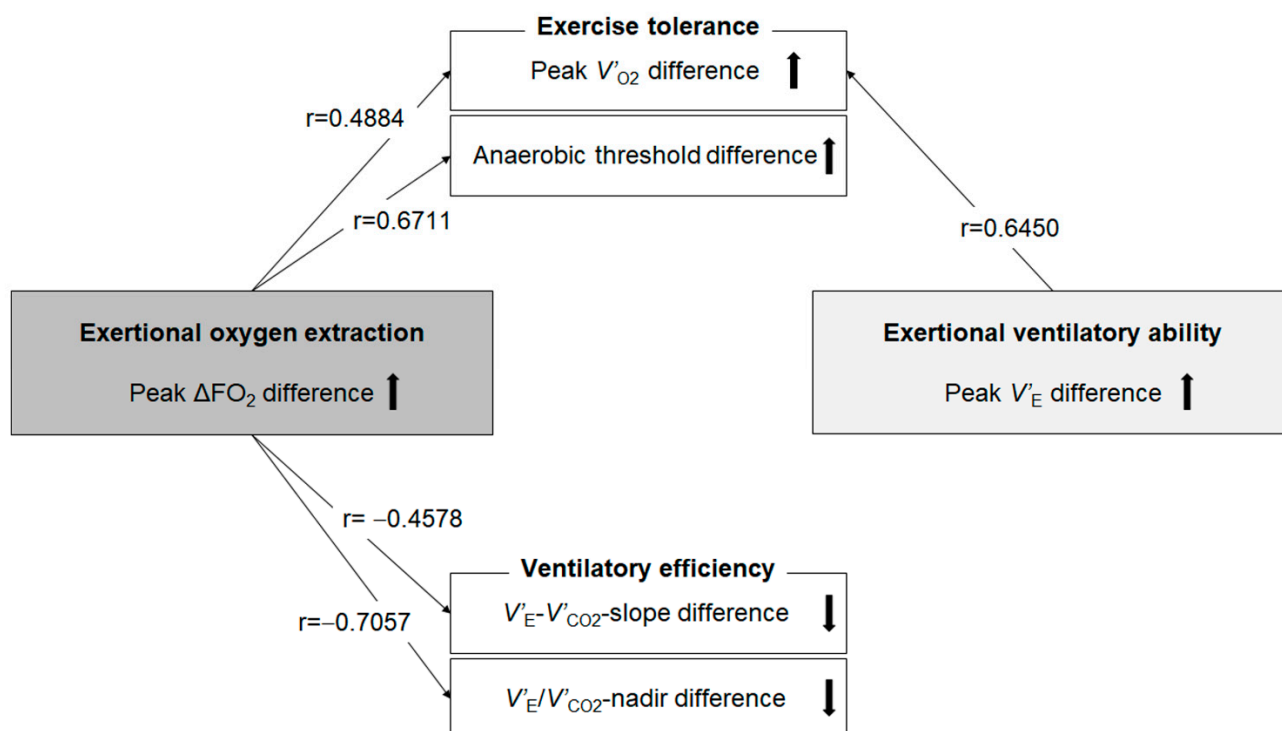 Exercise tolerance
Peak V'O2 difference
r=0.4884
Anaerobic threshold difference
r=0.6711
r=0.6450
Exertional oxygen extraction
Peak ΔFO2 difference
Exertional ventilatory ability
Peak V'E difference
r= −0.4578
Ventilatory efficiency
V'E-V'CO2-slope difference
r=−0.7057
V'E/V'CO2-nadir difference